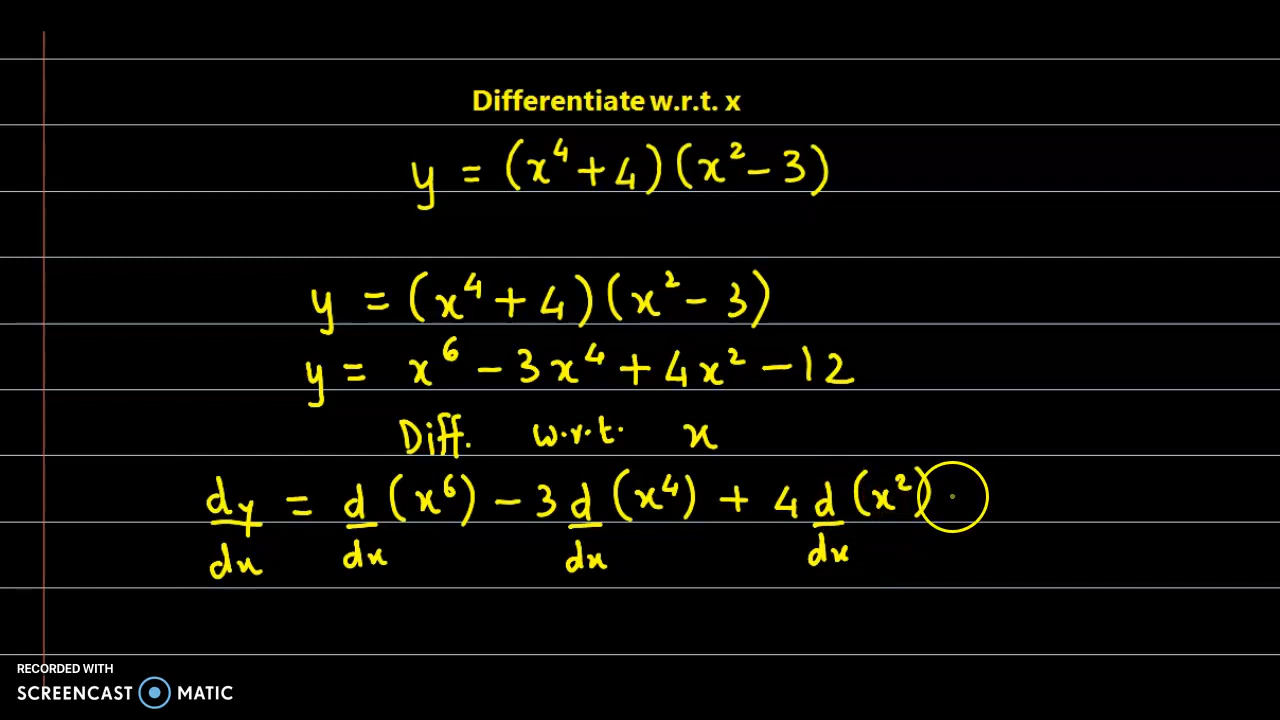 Differentiate w.r.t. x
y = (x⁴ + 4)(x² - 3)
y = (x⁴ + 4)(x² - 3)
y = x⁶ - 3x⁴ + 4x² - 12
Diff. w.r.t. x
dy/dx = d/dx (x⁶) - 3 d/dx (x⁴) + 4 d/dx (x²)
RECORDED WITH
SCREENCAST MATIC